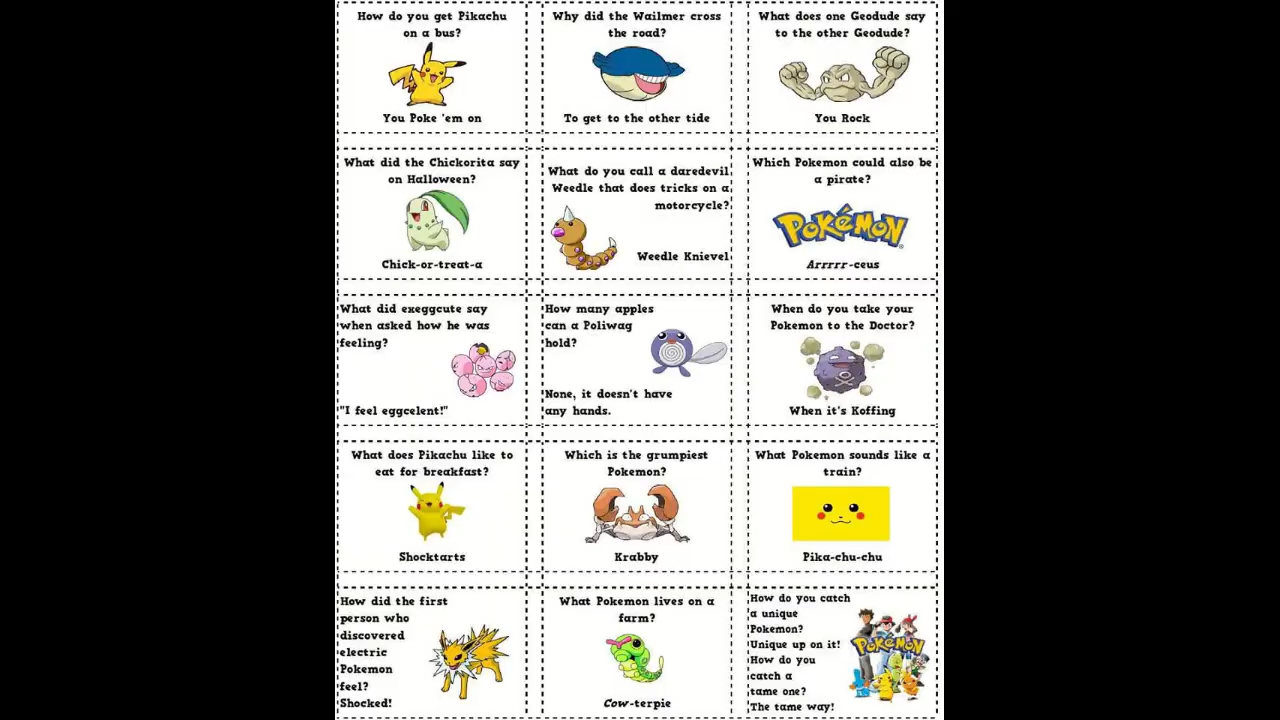 How do you get Pikachu
on a bus?
You Poke 'em on
Why did the Wailmer cross
the road?
To get to the other tide
What does one Geodude say
to the other Geodude?
You Rock
What did the Chickorita say
on Halloween?
Chick-or-treat-a
What do you call a daredevil
Weedle that does tricks on a
motorcycle?
Weedle Knievel
Which Pokemon could also be
a pirate?
POKéMON
Arrrrr-ceus
What did exeggcute say
when asked how he was
feeling?
"I feel eggcelent!"
How many apples
can a Poliwag
hold?
None, it doesn't have
any hands.
When do you take your
Pokemon to the Doctor?
When it's Koffing
What does Pikachu like to
eat for breakfast?
Shocktarts
Which is the grumpiest
Pokemon?
Krabby
What Pokemon sounds like a
train?
Pika-chu-chu
How did the first
person who
discovered
electric
Pokemon
feel?
Shocked!
What Pokemon lives on a
farm?
Cow-terpie
How do you catch
a unique
Pokemon?
Unique up on it!
How do you
catch a
tame one?
The tame way!
POKéMON